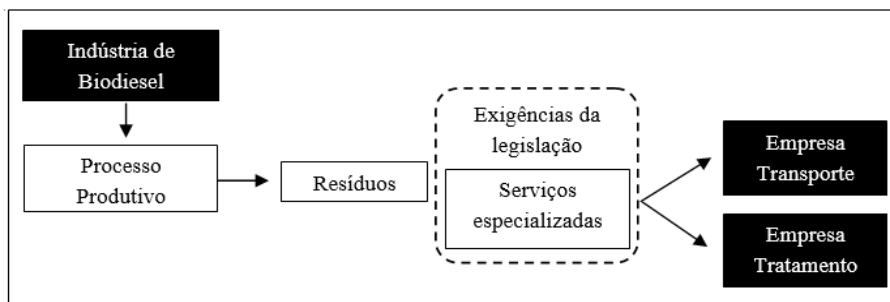 Indústria de
Biodiesel
Processo
Produtivo
Resíduos
Exigências da
legislação
Serviços
especializadas
Empresa
Transporte
Empresa
Tratamento